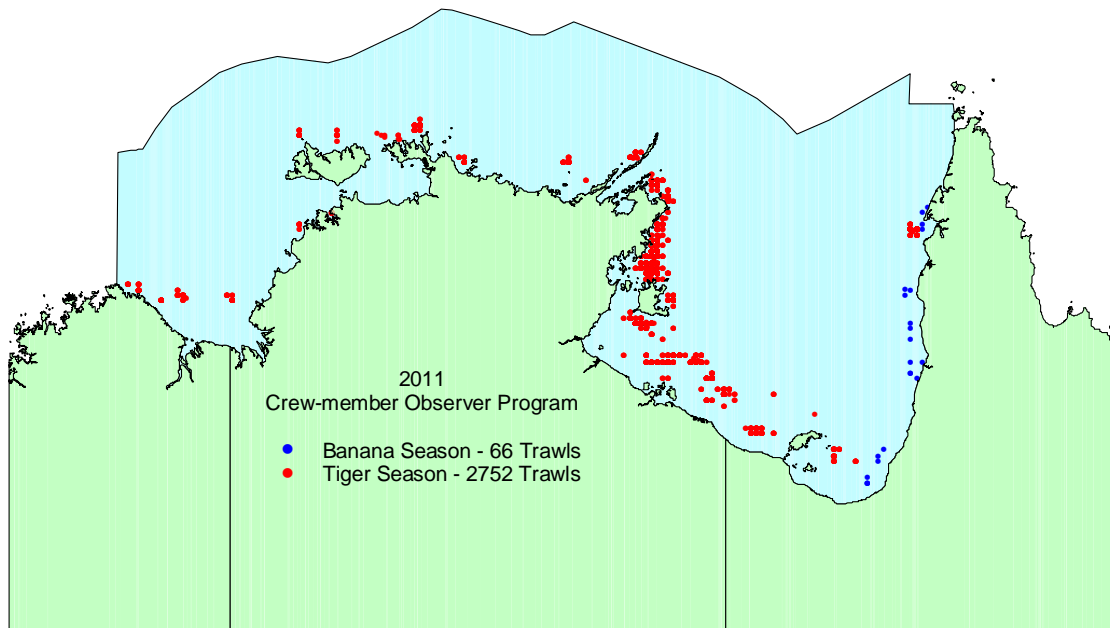 2011
Crew-member Observer Program
Banana Season - 66 Trawls
Tiger Season - 2752 Trawls